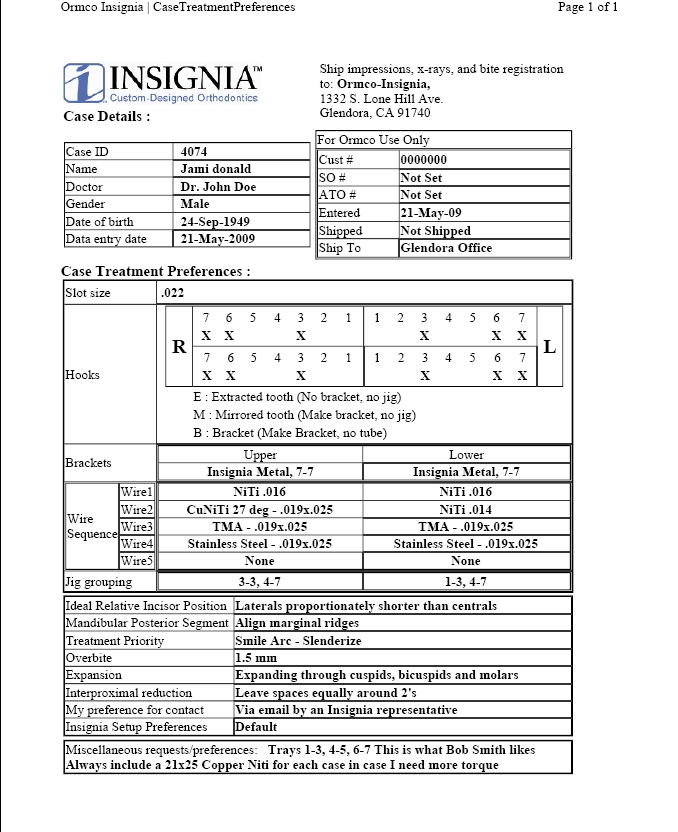 Ormco Insignia | CaseTreatmentPreferences Page 1 of 1
INSIGNIA™
Custom-Designed Orthodontics
Ship impressions, x-rays, and bite registration
to: Ormco-Insignia,
1332 S. Lone Hill Ave.
Glendora, CA 91740
Case Details :
Case ID 4074
Name Jami donald
Doctor Dr. John Doe
Gender Male
Date of birth 24-Sep-1949
Data entry date 21-May-2009
For Ormco Use Only
Cust # 0000000
SO # Not Set
ATO # Not Set
Entered 21-May-09
Shipped Not Shipped
Ship To Glendora Office
Case Treatment Preferences :
Slot size .022
Hooks
R
7 6 5 4 3 2 1 1 2 3 4 5 6 7
X X X X X X
7 6 5 4 3 2 1 1 2 3 4 5 6 7
X X X X X X
L
E : Extracted tooth (No bracket, no jig)
M : Mirrored tooth (Make bracket, no jig)
B : Bracket (Make Bracket, no tube)
Brackets
Upper Lower
Insignia Metal, 7-7 Insignia Metal, 7-7
Wire Sequence
Wire1 NiTi .016 NiTi .016
Wire2 CuNiTi 27 deg - .019x.025 NiTi .014
Wire3 TMA - .019x.025 TMA - .019x.025
Wire4 Stainless Steel - .019x.025 Stainless Steel - .019x.025
Wire5 None None
Jig grouping 3-3, 4-7 1-3, 4-7
Ideal Relative Incisor Position Laterals proportionately shorter than centrals
Mandibular Posterior Segment Align marginal ridges
Treatment Priority Smile Arc - Slenderize
Overbite 1.5 mm
Expansion Expanding through cuspids, bicuspids and molars
Interproximal reduction Leave spaces equally around 2's
My preference for contact Via email by an Insignia representative
Insignia Setup Preferences Default
Miscellaneous requests/preferences: Trays 1-3, 4-5, 6-7 This is what Bob Smith likes
Always include a 21x25 Copper Niti for each case in case I need more torque